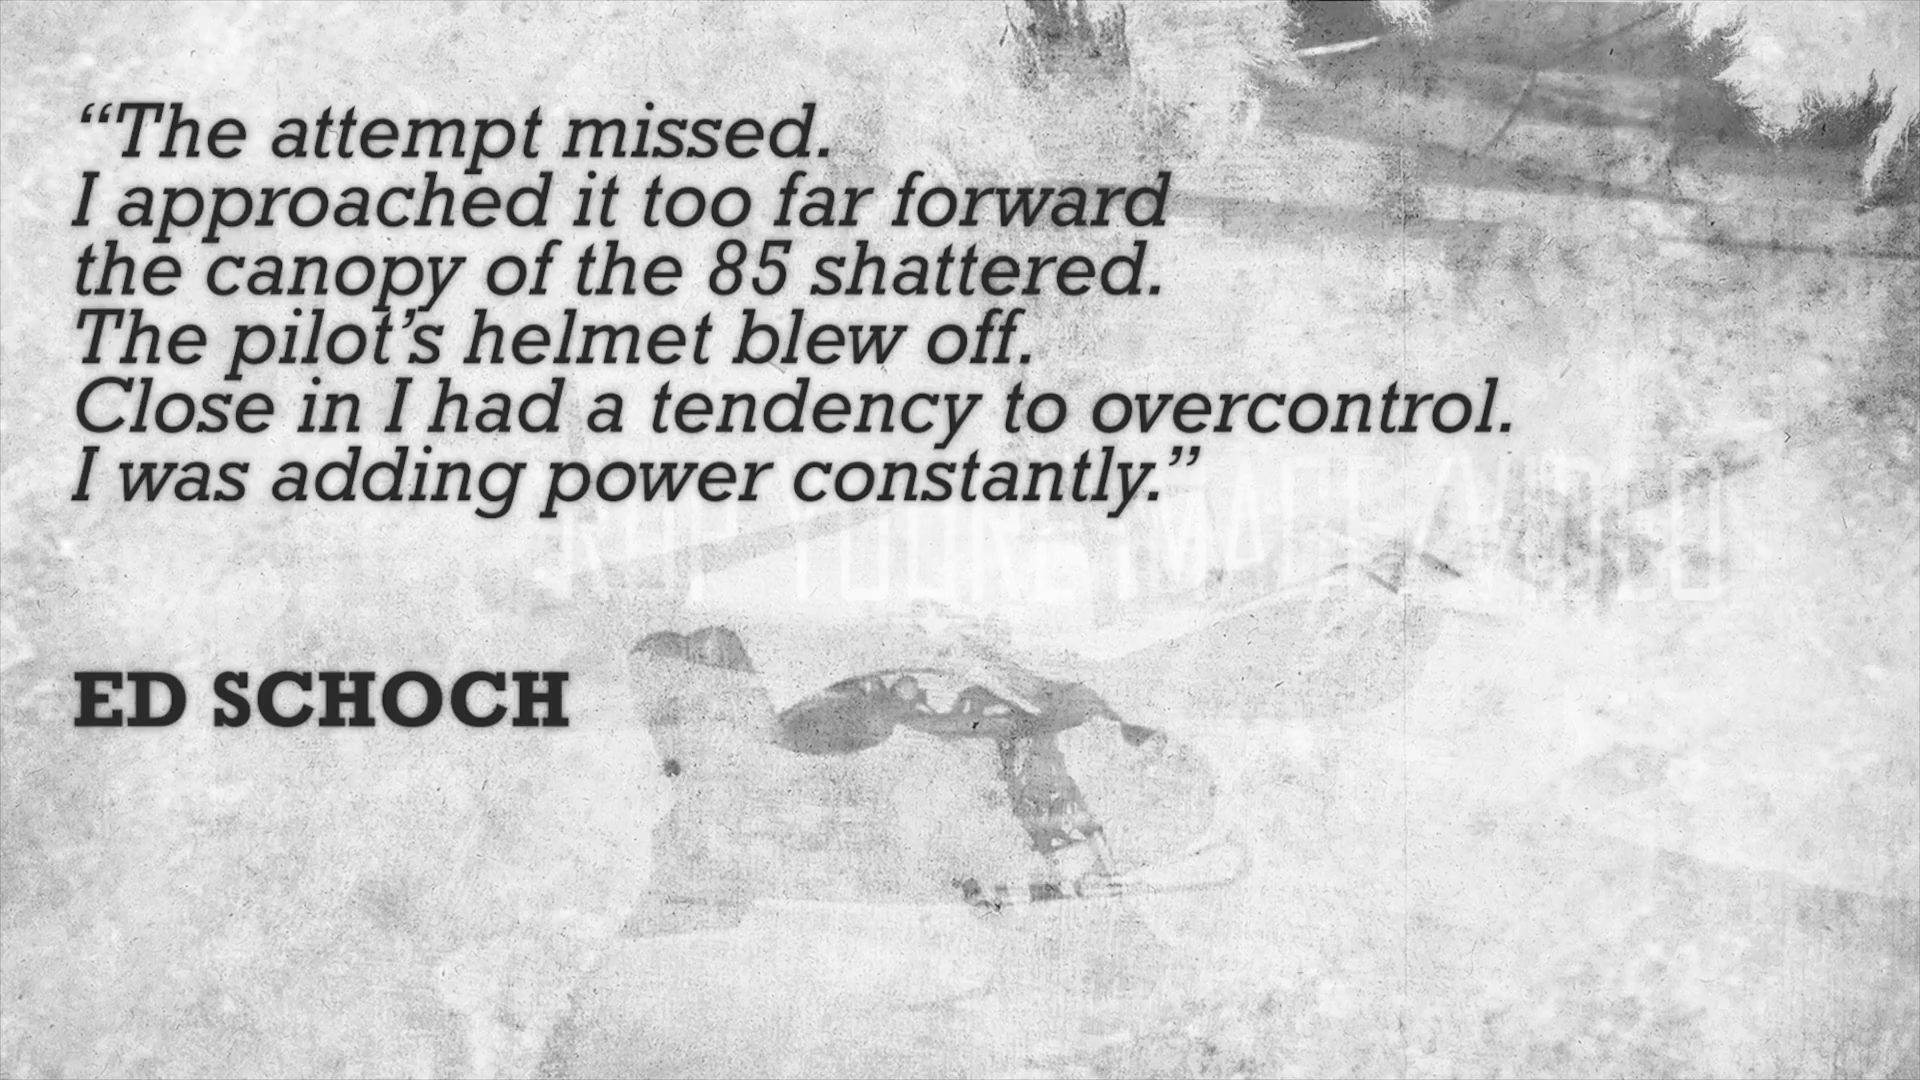 “The attempt missed.
I approached it too far forward
the canopy of the 85 shattered.
The pilot’s helmet blew off.
Close in I had a tendency to overcontrol.
I was adding power constantly.”
ED SCHOCH